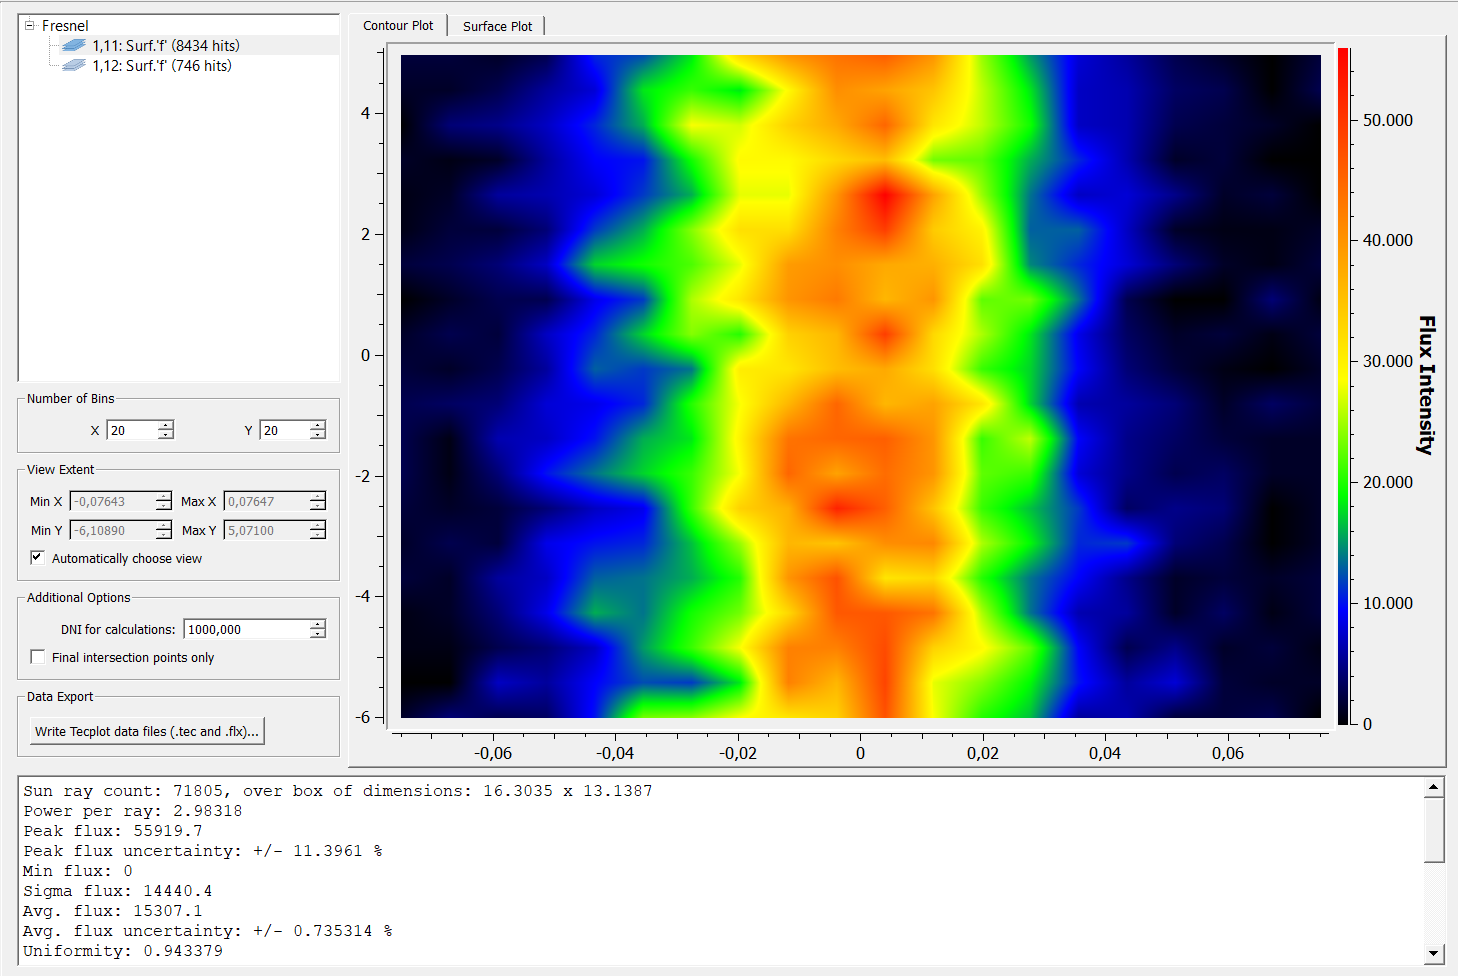 Fresnel
1,11: Surf.'f' (8434 hits)
1,12: Surf.'f' (746 hits)
Number of Bins
X 20 Y 20
View Extent
Min X -0,07643 Max X 0,07647
Min Y -6,10890 Max Y 5,07100
Automatically choose view
Additional Options
DNI for calculations: 1000,000
Final intersection points only
Data Export
Write Tecplot data files (.tec and .flx)...
Contour Plot Surface Plot
4
2
0
-2
-4
-6
-0,06 -0,04 -0,02 0 0,02 0,04 0,06
50.000
40.000
30.000
20.000
10.000
0
Flux Intensity
Sun ray count: 71805, over box of dimensions: 16.3035 x 13.1387
Power per ray: 2.98318
Peak flux: 55919.7
Peak flux uncertainty: +/- 11.3961 %
Min flux: 0
Sigma flux: 14440.4
Avg. flux: 15307.1
Avg. flux uncertainty: +/- 0.735314 %
Uniformity: 0.943379